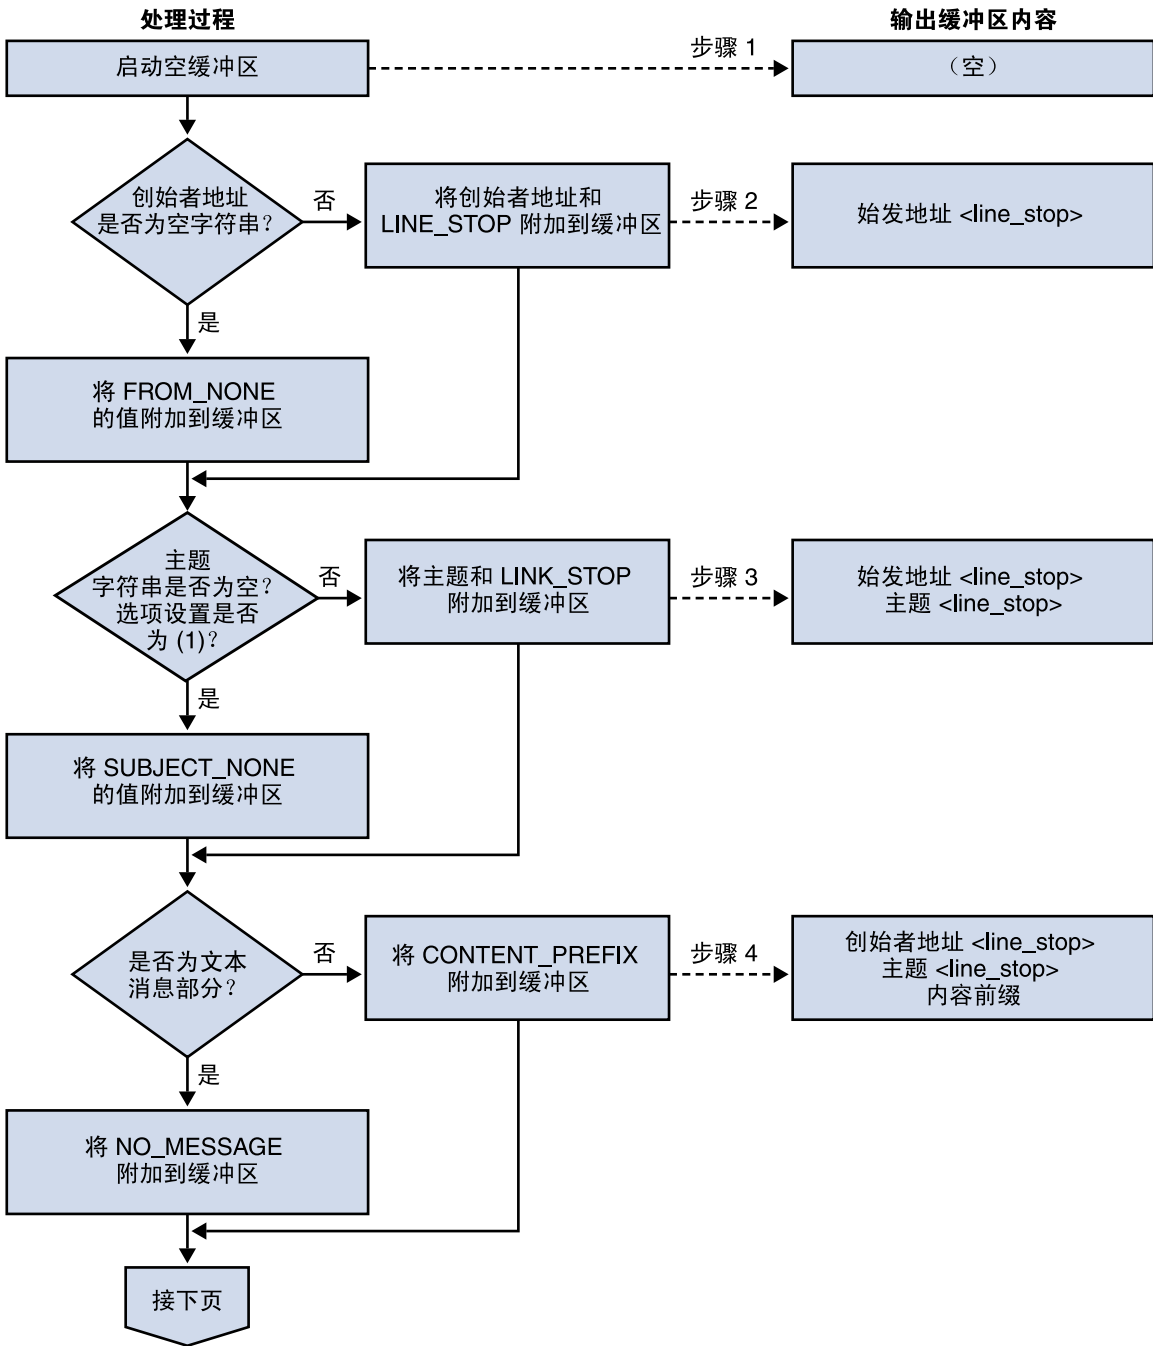 处理过程
输出缓冲区内容
启动空缓冲区
步骤 1
（空）
创始者地址
是否为空字符串？
否
将创始者地址和
LINE_STOP 附加到缓冲区
步骤 2
始发地址 <line_stop>
是
将 FROM_NONE
的值附加到缓冲区
主题
字符串是否为空？
选项设置是否
为 (1)？
否
将主题和 LINK_STOP
附加到缓冲区
步骤 3
始发地址 <line_stop>
主题 <line_stop>
是
将 SUBJECT_NONE
的值附加到缓冲区
是否为文本
消息部分？
否
将 CONTENT_PREFIX
附加到缓冲区
步骤 4
创始者地址 <line_stop>
主题 <line_stop>
内容前缀
是
将 NO_MESSAGE
附加到缓冲区
接下页